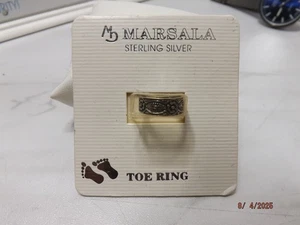 MD MARSALA
STERLING SILVER
TOE RING
8/ 4/2025